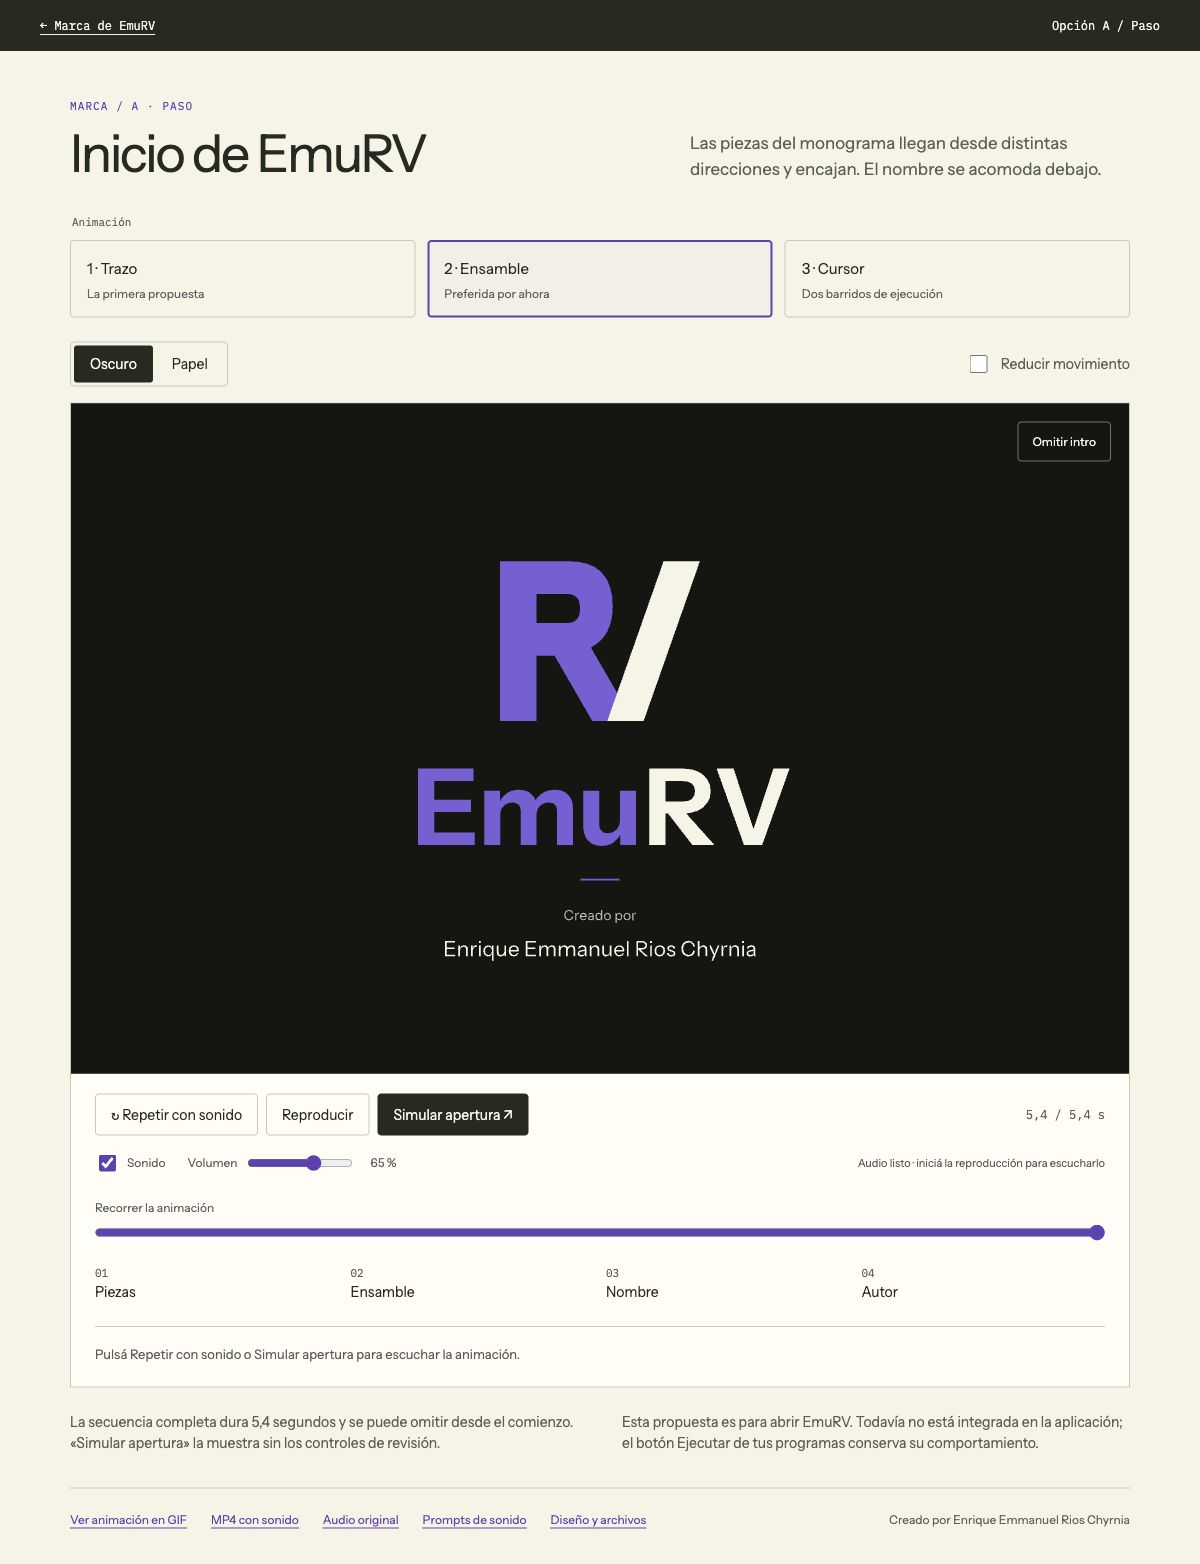 ← Marca de EmuRV
Opción A / Paso
MARCA / A · PASO
Inicio de EmuRV
Las piezas del monograma llegan desde distintas
direcciones y encajan. El nombre se acomoda debajo.
Animación
1 · Trazo
La primera propuesta
2 · Ensamble
Preferida por ahora
3 · Cursor
Dos barridos de ejecución
Oscuro
Papel
Reducir movimiento
Omitir intro
R/
EmuRV
Creado por
Enrique Emmanuel Rios Chyrnia
↻ Repetir con sonido
Reproducir
Simular apertura ↗
5,4 / 5,4 s
Sonido
Volumen
65 %
Audio listo · iniciá la reproducción para escucharlo
Recorrer la animación
01
Piezas
02
Ensamble
03
Nombre
04
Autor
Pulsá Repetir con sonido o Simular apertura para escuchar la animación.
La secuencia completa dura 5,4 segundos y se puede omitir desde el comienzo.
«Simular apertura» la muestra sin los controles de revisión.
Esta propuesta es para abrir EmuRV. Todavía no está integrada en la aplicación;
el botón Ejecutar de tus programas conserva su comportamiento.
Ver animación en GIF
MP4 con sonido
Audio original
Prompts de sonido
Diseño y archivos
Creado por Enrique Emmanuel Rios Chyrnia